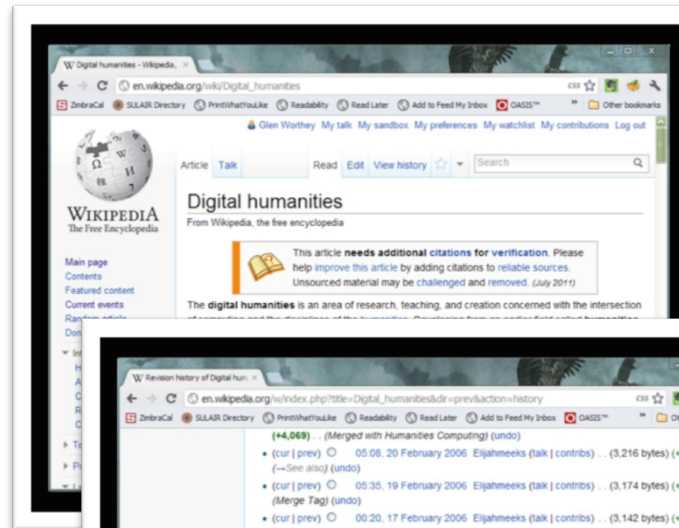 Digital humanities - Wikipedia,
en.wikipedia.org/wiki/Digital_humanities
ZimbraCal SULAIR Directory PrintWhatYouLike Readability Read Later Add to Feed My Inbox OASIS™ » Other bookmarks
Glen Worthey My talk My sandbox My preferences My watchlist My contributions Log out
Article Talk Read Edit View history Search
WIKIPEDIA
The Free Encyclopedia
Digital humanities
From Wikipedia, the free encyclopedia
This article needs additional citations for verification. Please
help improve this article by adding citations to reliable sources.
Unsourced material may be challenged and removed. (July 2011)
Main page
Contents
Featured content
Current events
Random article
The digital humanities is an area of research, teaching, and creation concerned with the intersection
Revision history of Digital hum
en.wikipedia.org/w/index.php?title=Digital_humanities&dir=prev&action=history
ZimbraCal SULAIR Directory PrintWhatYouLike Readability Read Later Add to Feed My Inbox OASIS™ »
(+4,069) . . (Merged with Humanities Computing) (undo)
• (cur | prev) 05:08, 20 February 2006 Elijahmeeks (talk | contribs) . . (3,216 bytes) (+
(→See also) (undo)
• (cur | prev) 05:35, 19 February 2006 Elijahmeeks (talk | contribs) . . (3,174 bytes) (+
(Merge Tag) (undo)
• (cur | prev) 00:20, 17 February 2006 Elijahmeeks (talk | contribs) . . (3,142 bytes) (+